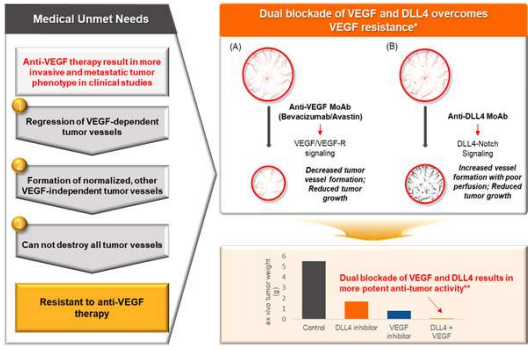 Medical Unmet Needs
Anti-VEGF therapy result in more
invasive and metastatic tumor
phenotype in clinical studies
1
Regression of VEGF-dependent
tumor vessels
2
Formation of normalized, other
VEGF-independent tumor vessels
3
Can not destroy all tumor vessels
Resistant to anti-VEGF
therapy
Dual blockade of VEGF and DLL4 overcomes
VEGF resistance*
(A)
Anti-VEGF MoAb
(Bevacizumab/Avastin)
VEGF/VEGF-R
signaling
Decreased tumor
vessel formation;
Reduced tumor
growth
(B)
Anti-DLL4 MoAb
DLL4-Notch
Signaling
Increased vessel
formation with poor
perfusion; Reduced
tumor growth
ex vivo tumor weight
(g)
6
5
4
3
2
1
0
Control
DLL4 inhibitor
VEGF
inhibitor
DLL4 +
VEGF
Dual blockade of VEGF and DLL4 results in
more potent anti-tumor activity**